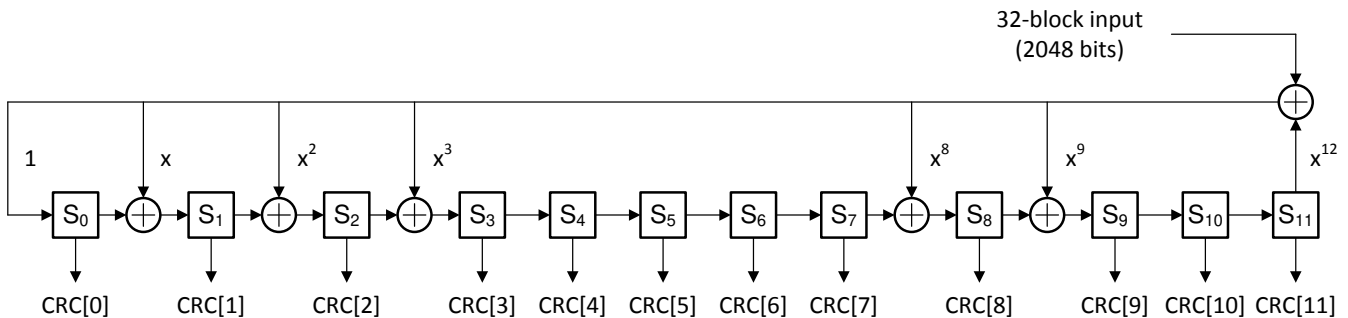 32-block input
(2048 bits)
1 x x² x³ x⁸ x⁹ x¹²
S₀ S₁ S₂ S₃ S₄ S₅ S₆ S₇ S₈ S₉ S₁₀ S₁₁
CRC[0] CRC[1] CRC[2] CRC[3] CRC[4] CRC[5] CRC[6] CRC[7] CRC[8] CRC[9] CRC[10] CRC[11]